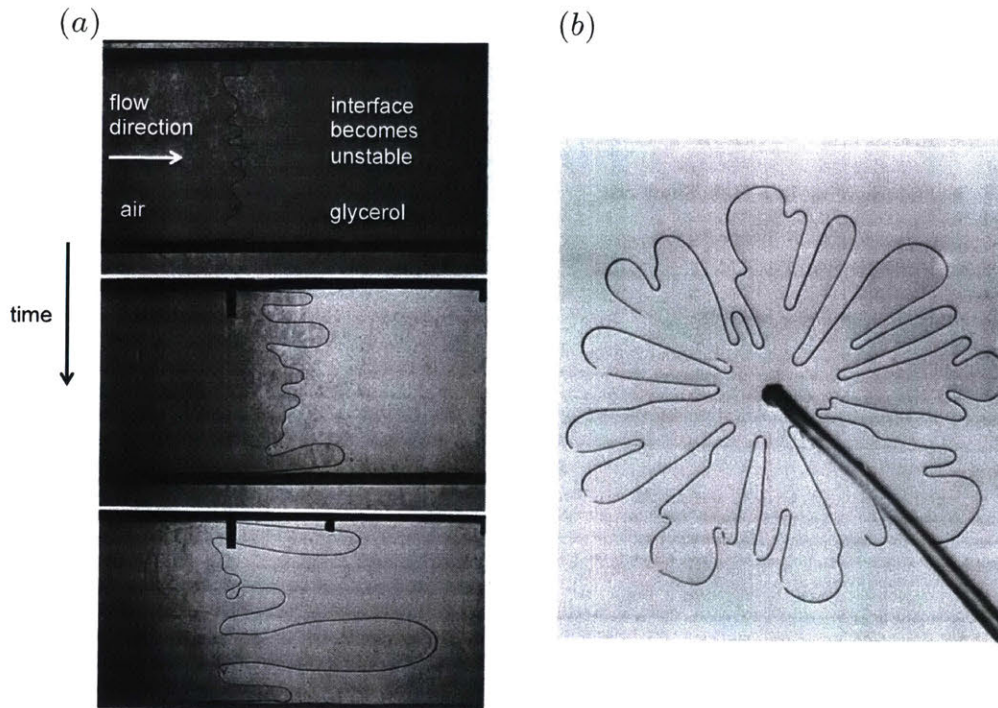 (a)
(b)
flow
direction
interface
becomes
unstable
air
glycerol
time